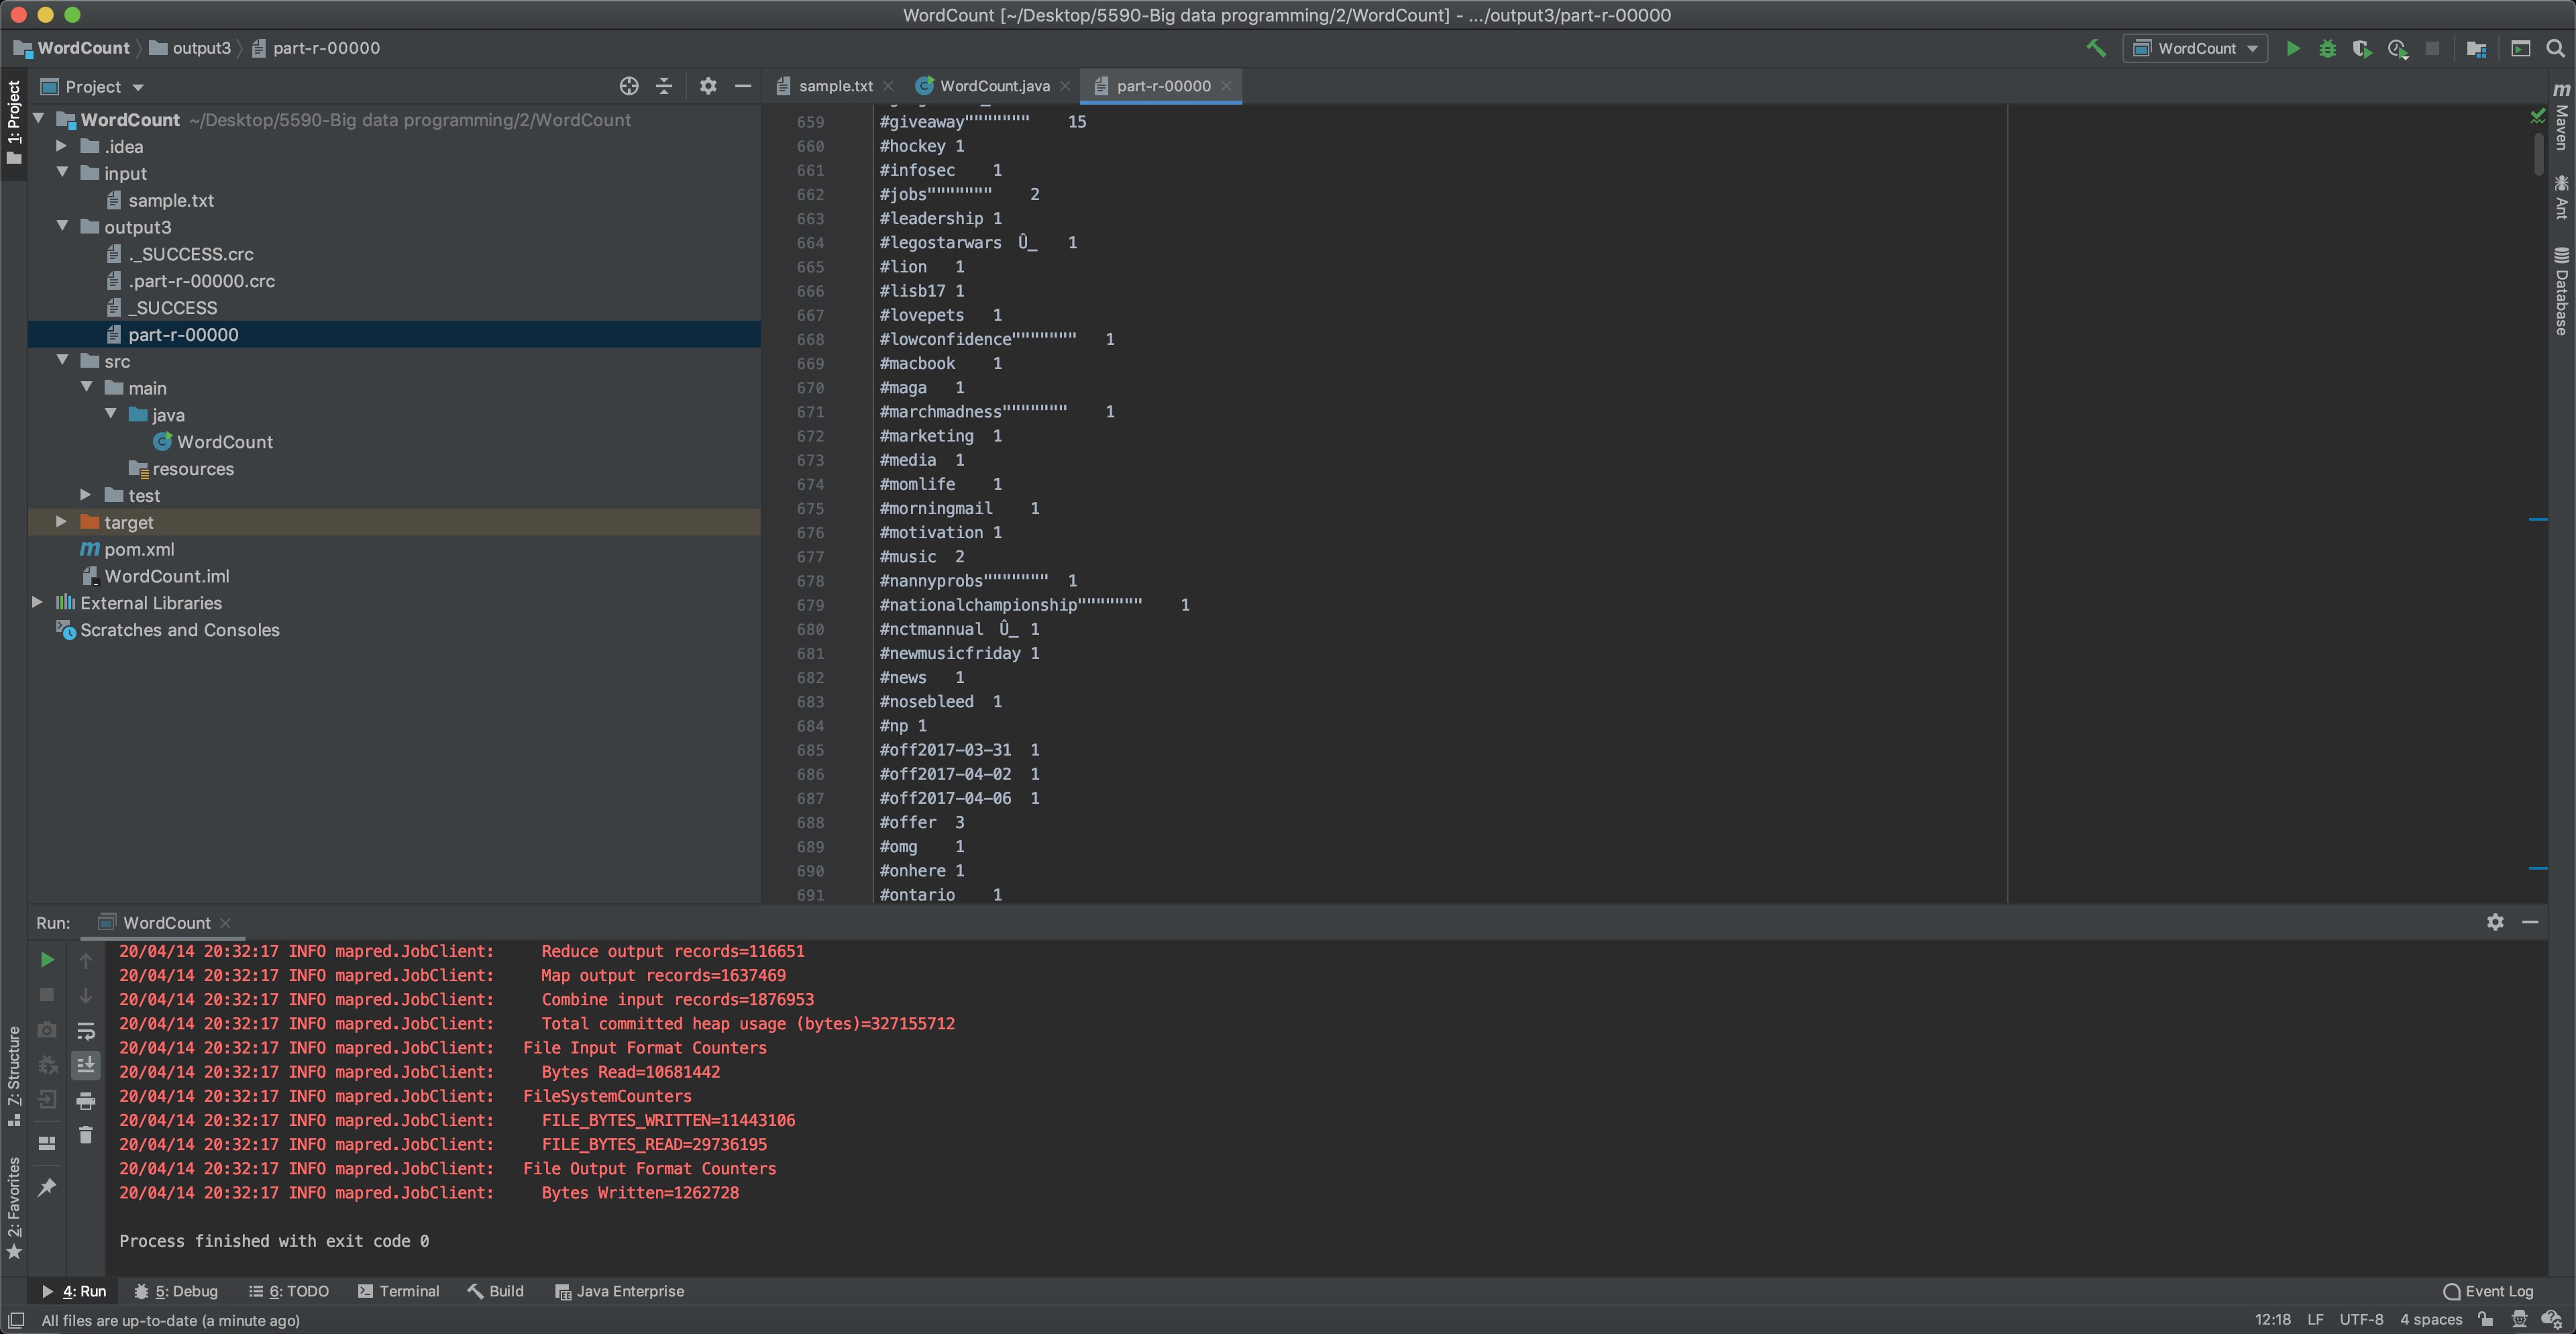 WordCount [~/Desktop/5590-Big data programming/2/WordCount] - .../output3/part-r-00000
WordCount output3 part-r-00000
WordCount
1: Project
Project
sample.txt
WordCount.java
part-r-00000
WordCount ~/Desktop/5590-Big data programming/2/WordCount
.idea
input
sample.txt
output3
._SUCCESS.crc
.part-r-00000.crc
_SUCCESS
part-r-00000
src
main
java
WordCount
resources
test
target
pom.xml
WordCount.iml
External Libraries
Scratches and Consoles
659 #giveaway""""""" 15
660 #hockey 1
661 #infosec 1
662 #jobs""""""" 2
663 #leadership 1
664 #legostarwars Û_ 1
665 #lion 1
666 #lisb17 1
667 #lovepets 1
668 #lowconfidence""""""" 1
669 #macbook 1
670 #maga 1
671 #marchmadness""""""" 1
672 #marketing 1
673 #media 1
674 #momlife 1
675 #morningmail 1
676 #motivation 1
677 #music 2
678 #nannyprobs""""""" 1
679 #nationalchampionship""""""" 1
680 #nctmannual Û_ 1
681 #newmusicfriday 1
682 #news 1
683 #nosebleed 1
684 #np 1
685 #off2017-03-31 1
686 #off2017-04-02 1
687 #off2017-04-06 1
688 #offer 3
689 #omg 1
690 #onhere 1
691 #ontario 1
Maven
Ant
Database
Run: WordCount
20/04/14 20:32:17 INFO mapred.JobClient: Reduce output records=116651
20/04/14 20:32:17 INFO mapred.JobClient: Map output records=1637469
20/04/14 20:32:17 INFO mapred.JobClient: Combine input records=1876953
20/04/14 20:32:17 INFO mapred.JobClient: Total committed heap usage (bytes)=327155712
20/04/14 20:32:17 INFO mapred.JobClient: File Input Format Counters
20/04/14 20:32:17 INFO mapred.JobClient: Bytes Read=10681442
20/04/14 20:32:17 INFO mapred.JobClient: FileSystemCounters
20/04/14 20:32:17 INFO mapred.JobClient: FILE_BYTES_WRITTEN=11443106
20/04/14 20:32:17 INFO mapred.JobClient: FILE_BYTES_READ=29736195
20/04/14 20:32:17 INFO mapred.JobClient: File Output Format Counters
20/04/14 20:32:17 INFO mapred.JobClient: Bytes Written=1262728
Process finished with exit code 0
7: Structure
2: Favorites
4: Run 5: Debug 6: TODO Terminal Build Java Enterprise
Event Log
All files are up-to-date (a minute ago)
12:18 LF UTF-8 4 spaces